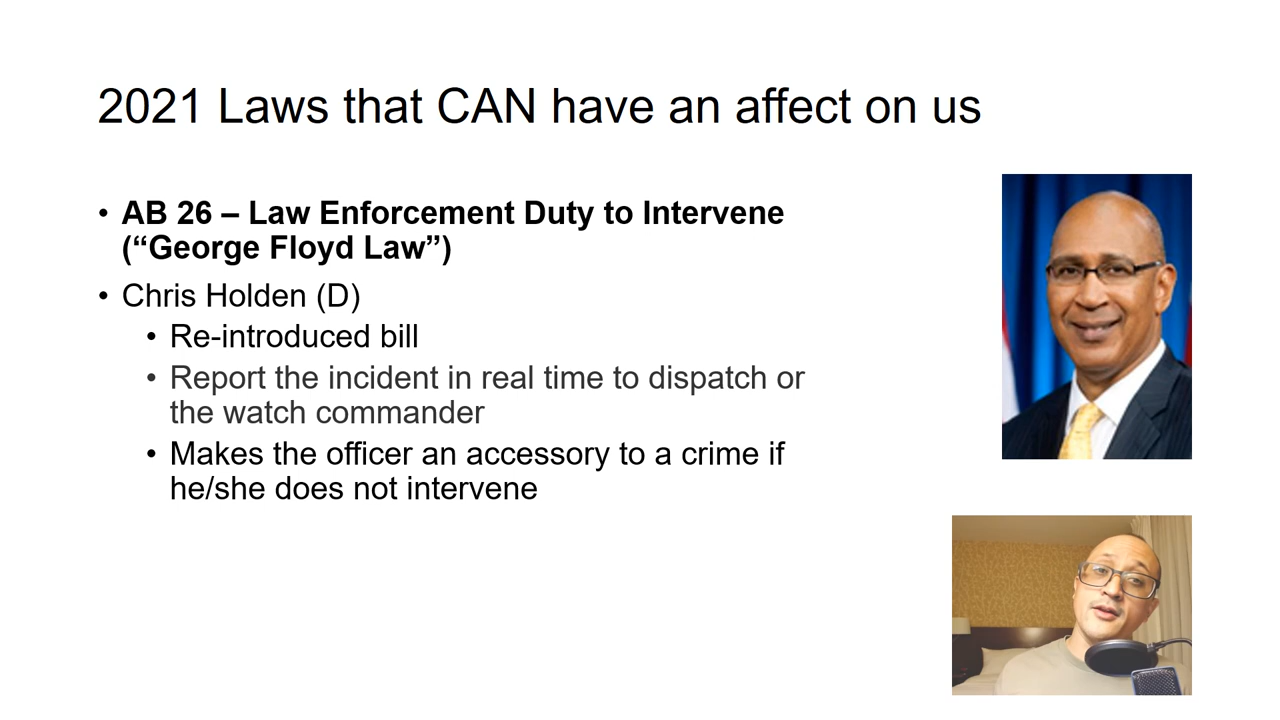 2021 Laws that CAN have an affect on us
• AB 26 – Law Enforcement Duty to Intervene
(“George Floyd Law”)
• Chris Holden (D)
• Re-introduced bill
• Report the incident in real time to dispatch or
the watch commander
• Makes the officer an accessory to a crime if
he/she does not intervene